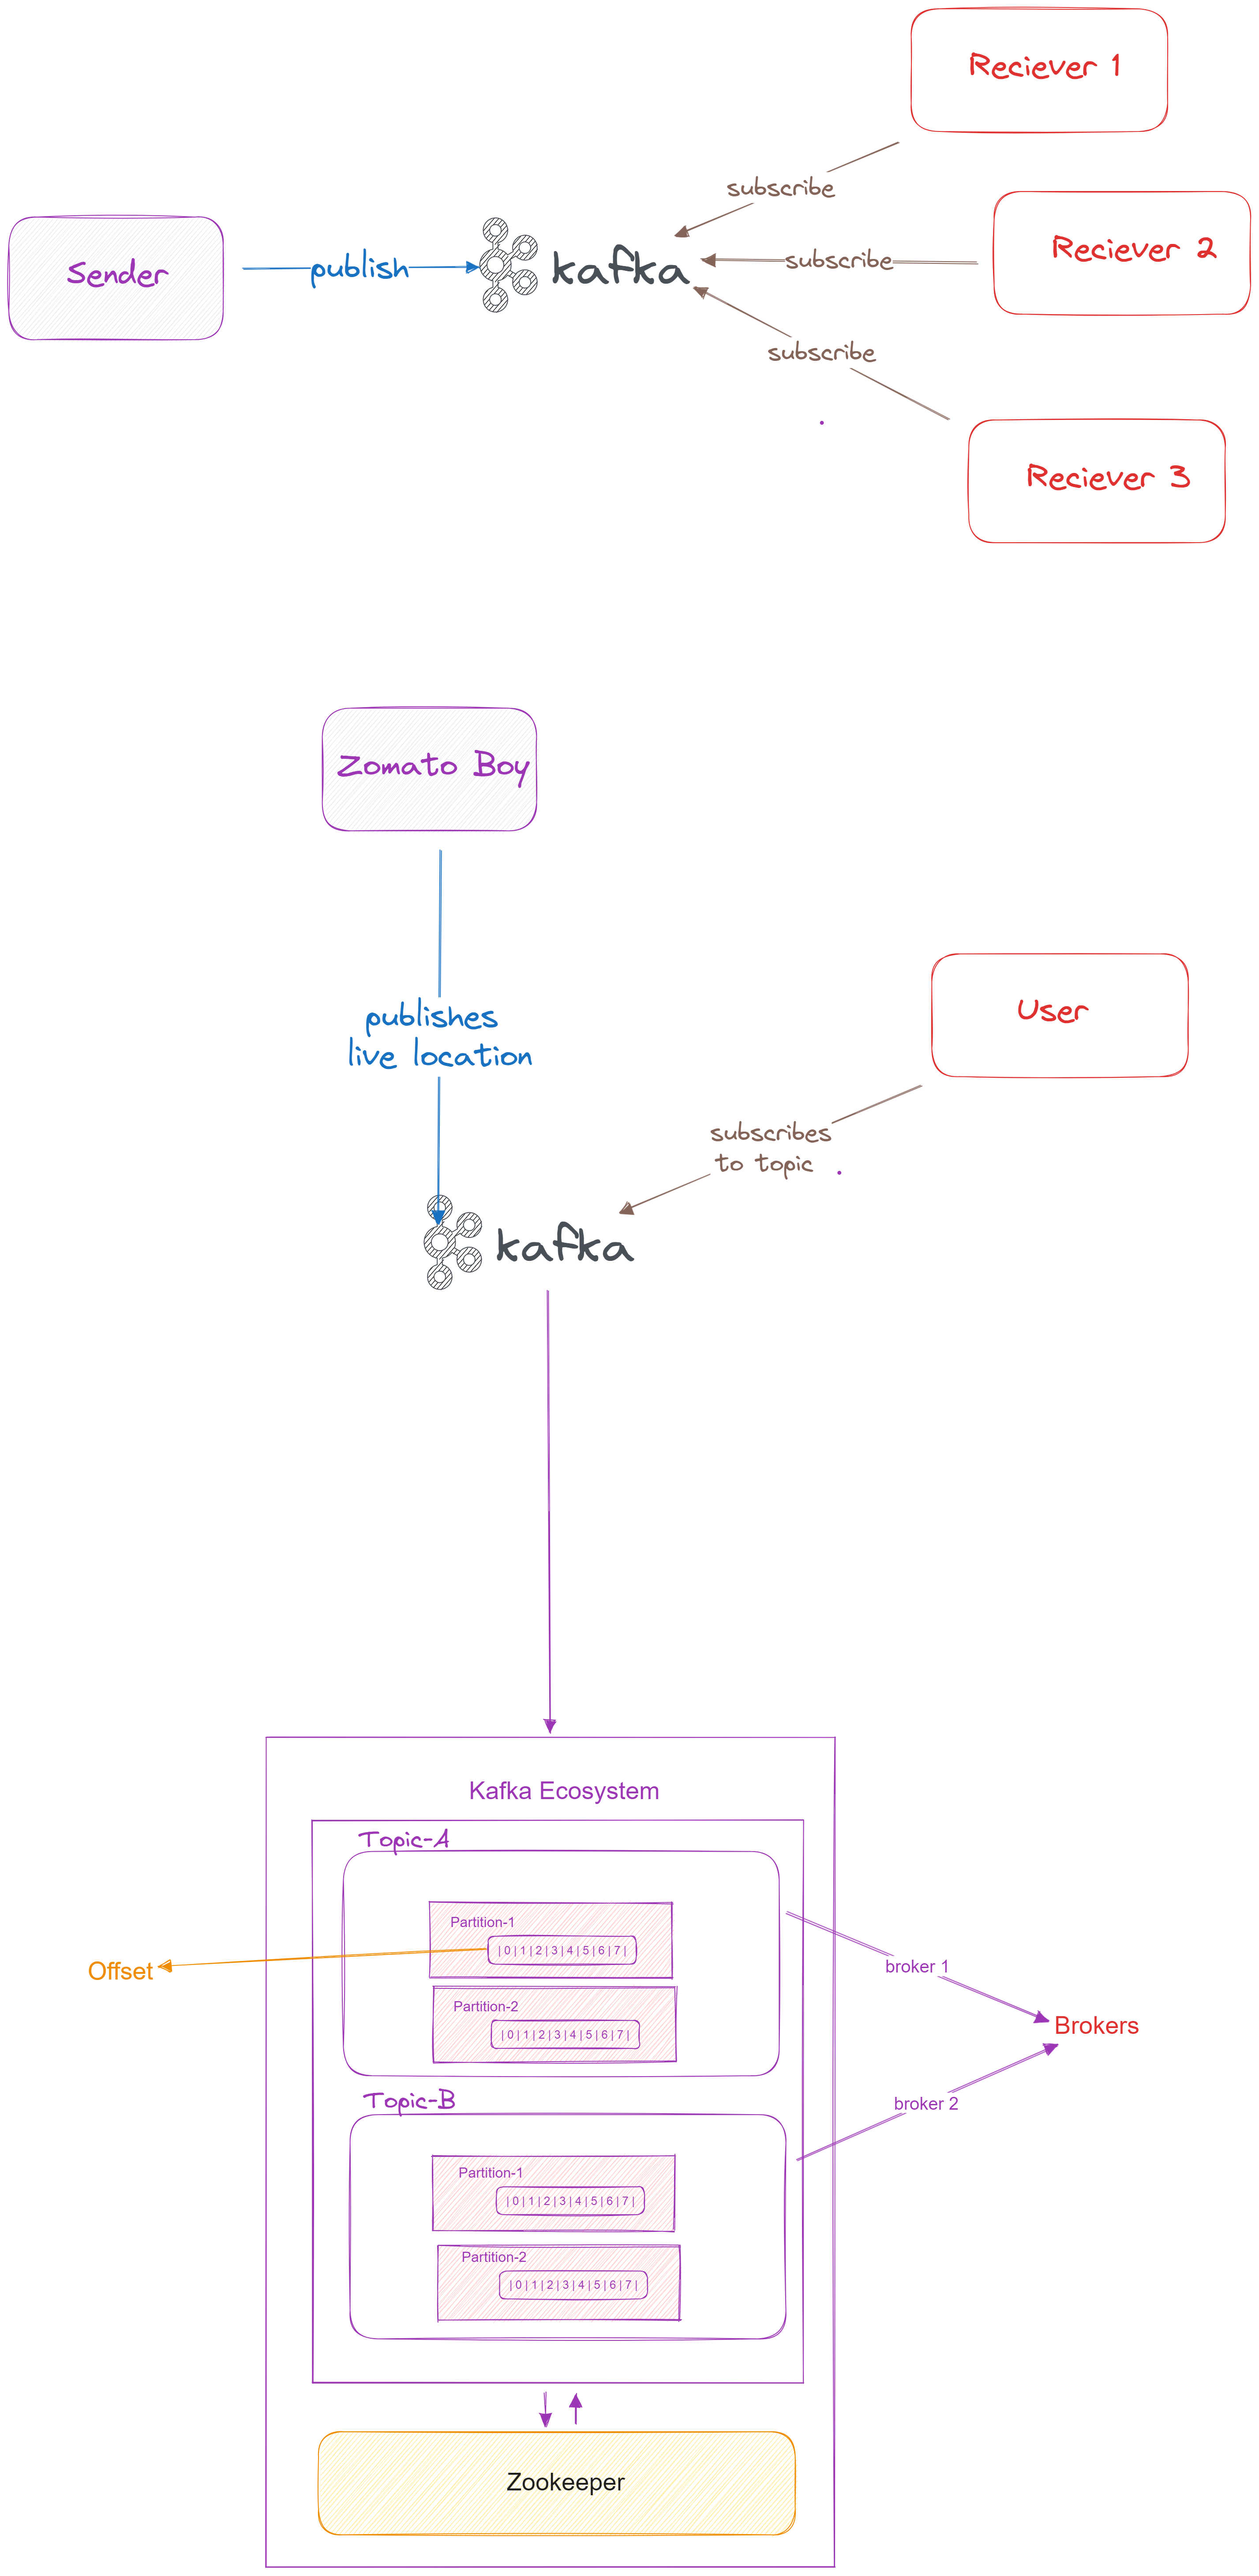 Reciever 1
subscribe
Reciever 2
Sender
publish
kafka
subscribe
subscribe
Reciever 3
Zomato Boy
publishes
live location
User
subscribes
to topic
kafka
Kafka Ecosystem
Topic-A
Partition-1
| 0 | 1 | 2 | 3 | 4 | 5 | 6 | 7 |
Offset
broker 1
Partition-2
| 0 | 1 | 2 | 3 | 4 | 5 | 6 | 7 |
Brokers
Topic-B
broker 2
Partition-1
| 0 | 1 | 2 | 3 | 4 | 5 | 6 | 7 |
Partition-2
| 0 | 1 | 2 | 3 | 4 | 5 | 6 | 7 |
Zookeeper